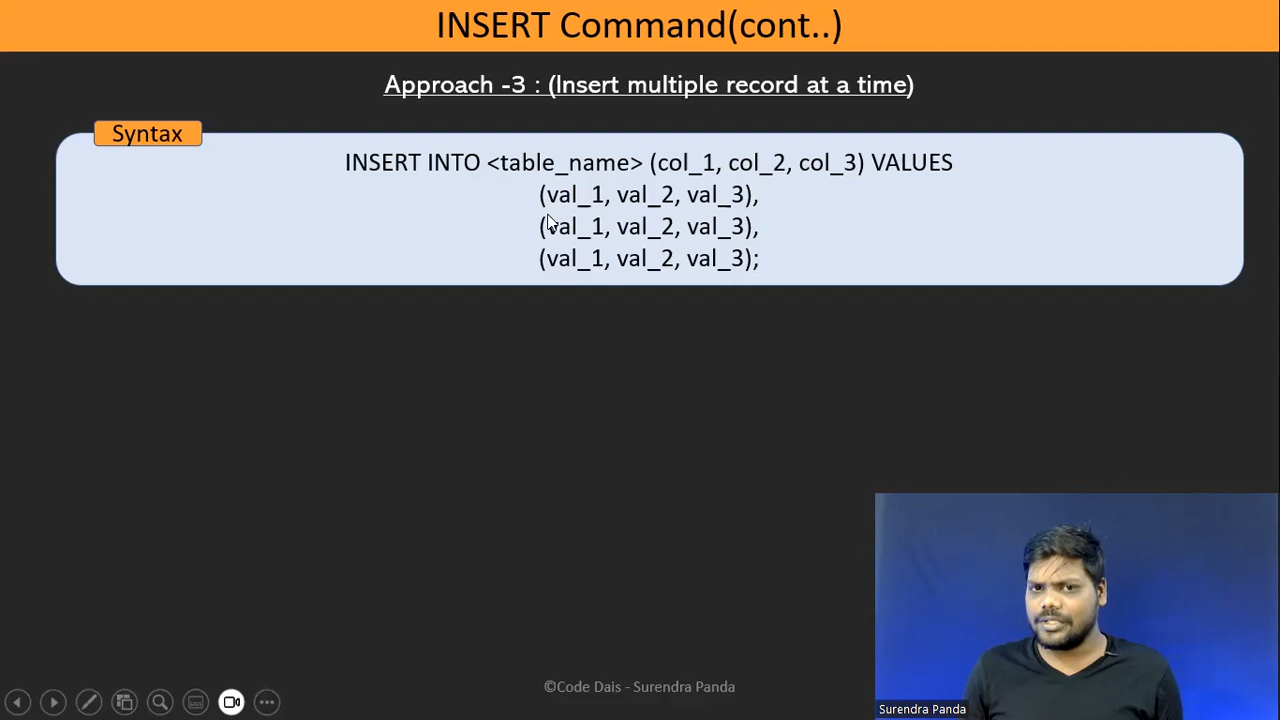 INSERT Command(cont..)
Approach -3 : (Insert multiple record at a time)
Syntax
INSERT INTO <table_name> (col_1, col_2, col_3) VALUES
(val_1, val_2, val_3),
(val_1, val_2, val_3),
(val_1, val_2, val_3);
©Code Dais - Surendra Panda
Surendra Panda